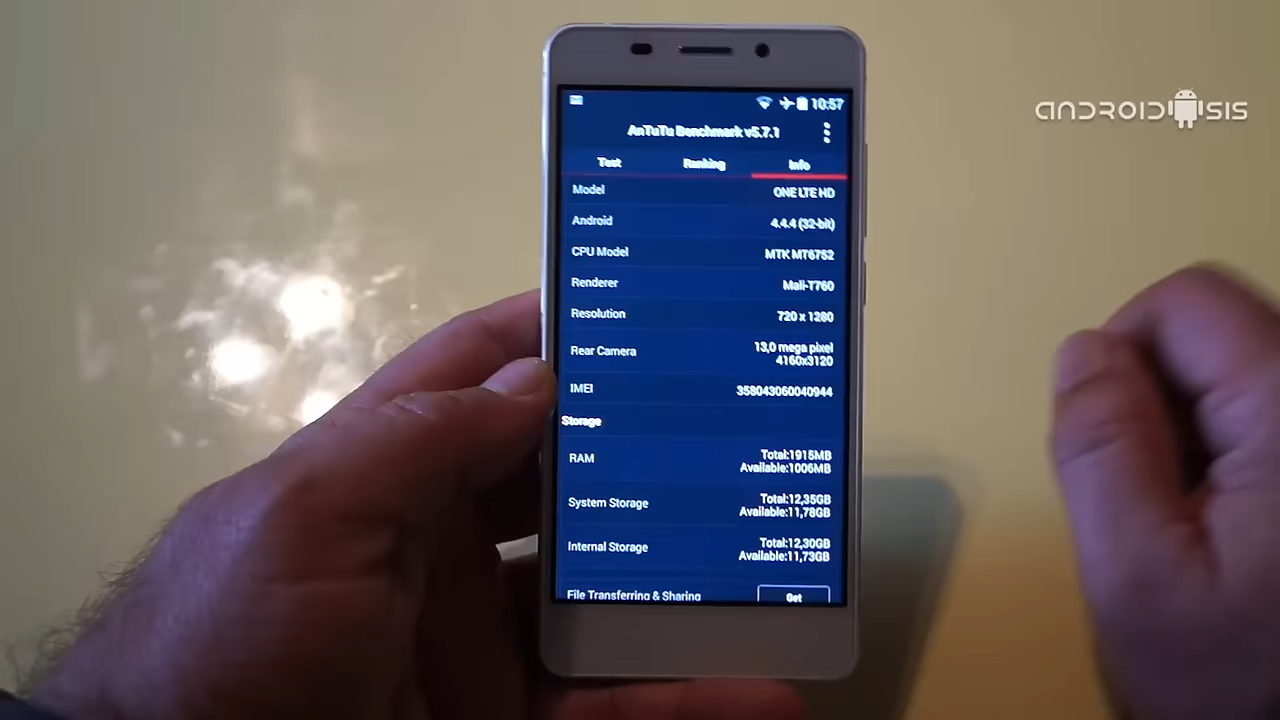 ANDROIDSIS
10:57
AnTuTu Benchmark v5.7.1
Test Ranking Info
Model ONE LTE HD
Android 4.4.4 (32-bit)
CPU Model MTK MT6752
Renderer Mali-T760
Resolution 720 x 1280
Rear Camera 13,0 mega pixel
4160x3120
IMEI 358043060040944
Storage
RAM Total:1915MB
Available:1006MB
System Storage Total:12,35GB
Available:11,78GB
Internal Storage Total:12,30GB
Available:11,73GB
File Transferring & Sharing Get